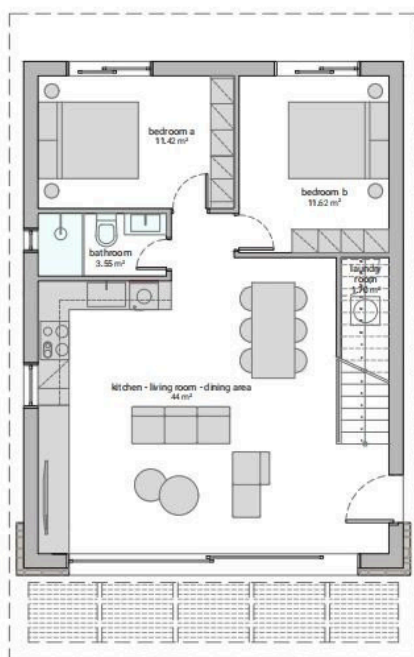 bedroom a
11.42 m²
bedroom b
11.62 m²
bathroom
3.55 m²
laundry
room
kitchen - living room - dining area
44 m²